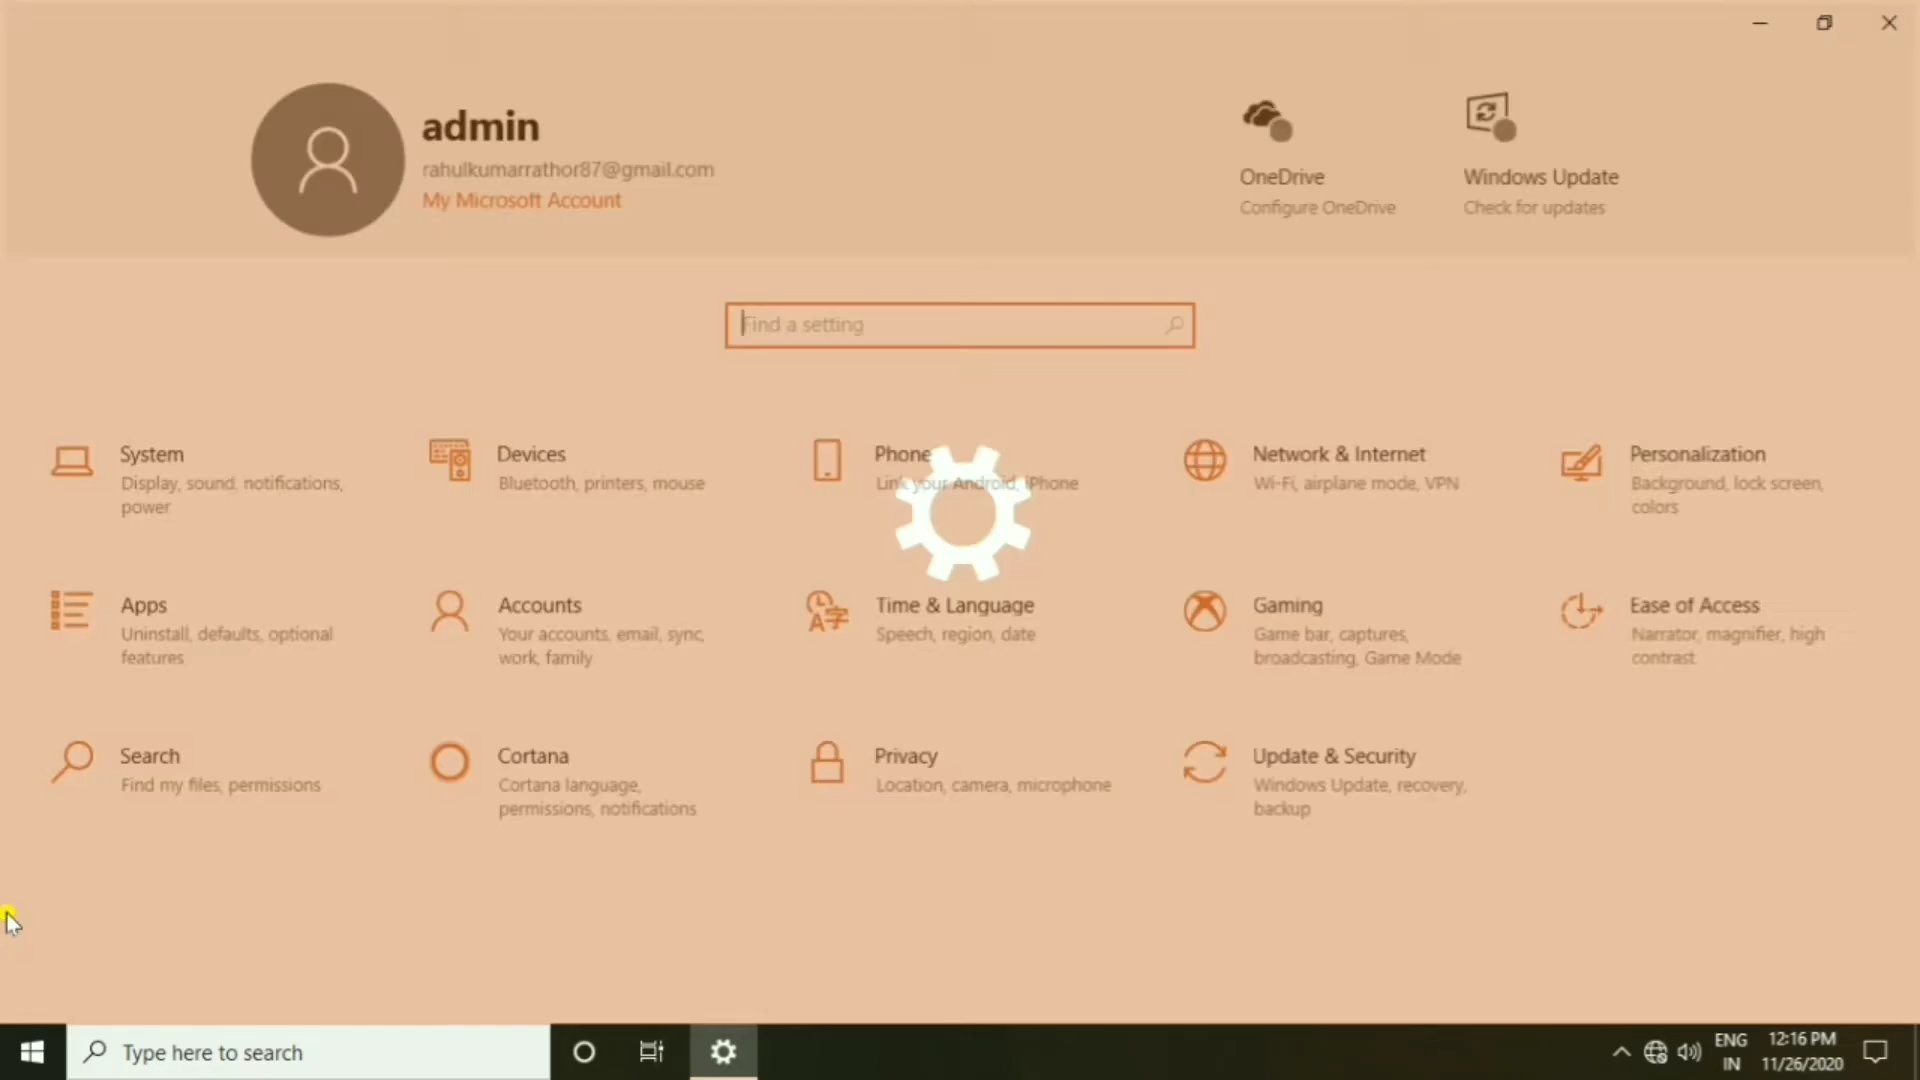 admin
rahulkumarrathor87@gmail.com
My Microsoft Account
OneDrive
Configure OneDrive
Windows Update
Check for updates
Find a setting
System
Display, sound, notifications,
power
Devices
Bluetooth, printers, mouse
Phone
Link your Android, iPhone
Network & Internet
Wi-Fi, airplane mode, VPN
Personalization
Background, lock screen,
colors
Apps
Uninstall, defaults, optional
features
Accounts
Your accounts, email, sync,
work, family
Time & Language
Speech, region, date
Gaming
Game bar, captures,
broadcasting, Game Mode
Ease of Access
Narrator, magnifier, high
contrast
Search
Find my files, permissions
Cortana
Cortana language,
permissions, notifications
Privacy
Location, camera, microphone
Update & Security
Windows Update, recovery,
backup
Type here to search
ENG
IN
12:16 PM
11/26/2020